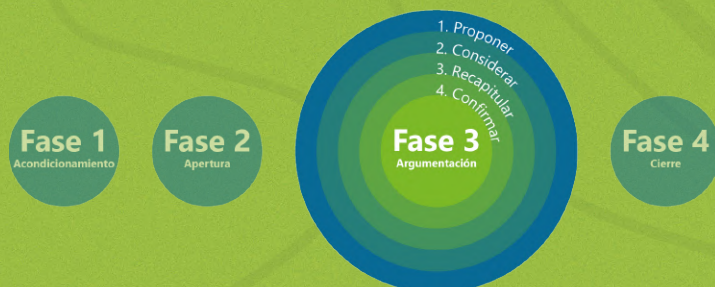 Fase 1
Acondicionamiento
Fase 2
Apertura
1. Proponer
2. Considerar
3. Recapitular
4. Confirmar
Fase 3
Argumentación
Fase 4
Cierre